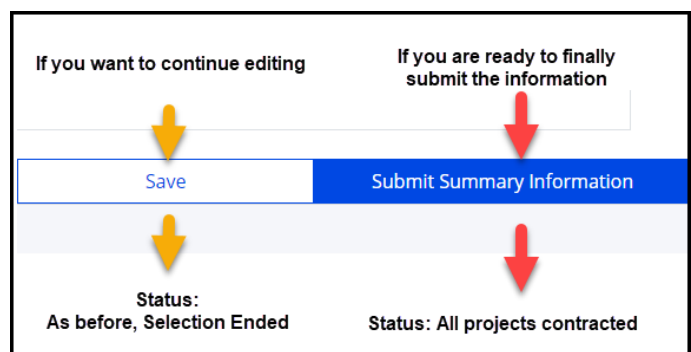 If you want to continue editing
If you are ready to finally
submit the information
Save
Submit Summary Information
Status:
As before, Selection Ended
Status: All projects contracted